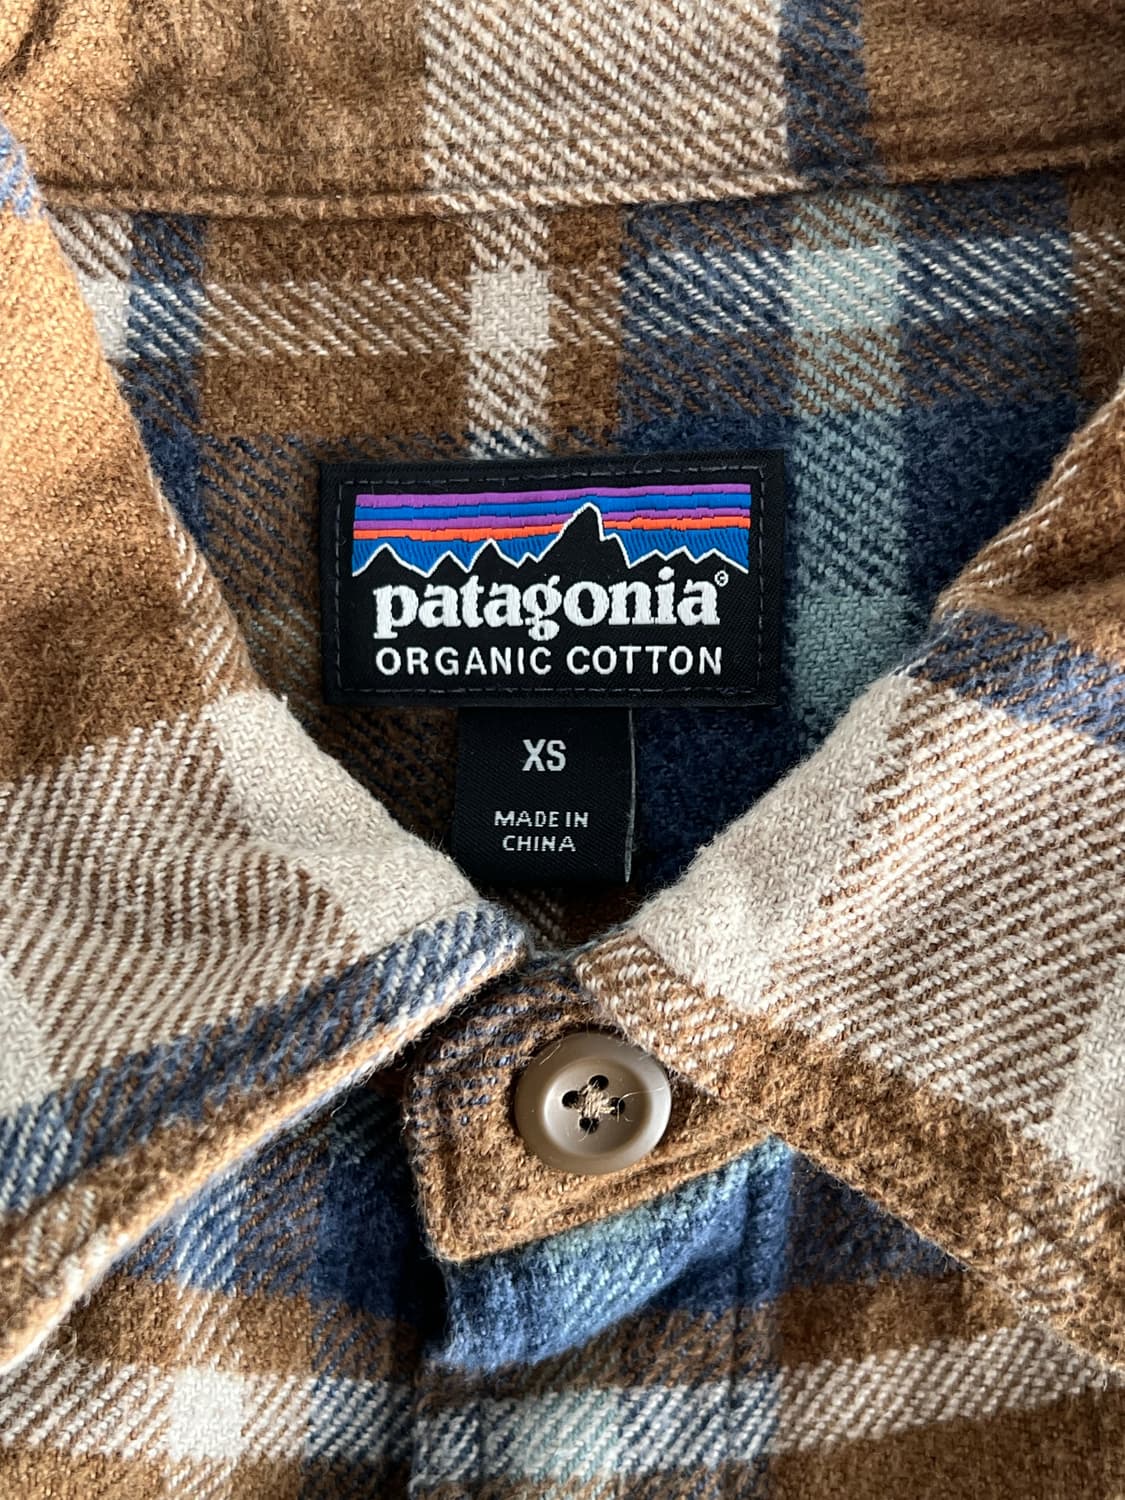 patagonia®
ORGANIC COTTON
XS
MADE IN
CHINA